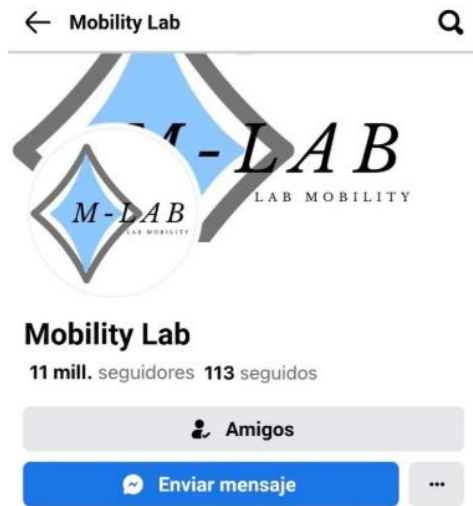 Mobility Lab
M-LAB
LAB MOBILITY
M-LAB
LAB MOBILITY
Mobility Lab
11 mill. seguidores 113 seguidos
Amigos
Enviar mensaje